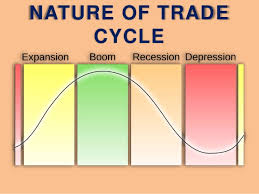 NATURE OF TRADE
CYCLE
Expansion Boom Recession Depression